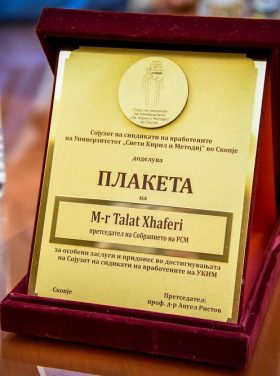 Сојузот на синдикати на вработените
на Универзитетот „Свети Кирил и Методиј" во Скопје
доделува
ПЛАКЕТА
на
M-r Talat Xhaferi
претседател на Собранието на РСМ
за особени заслуги и придонес во достигнувањата
на Сојузот на сидикати на вработените на УКИМ
Скопје
Претседател:
проф. д-р Ангел Ристов